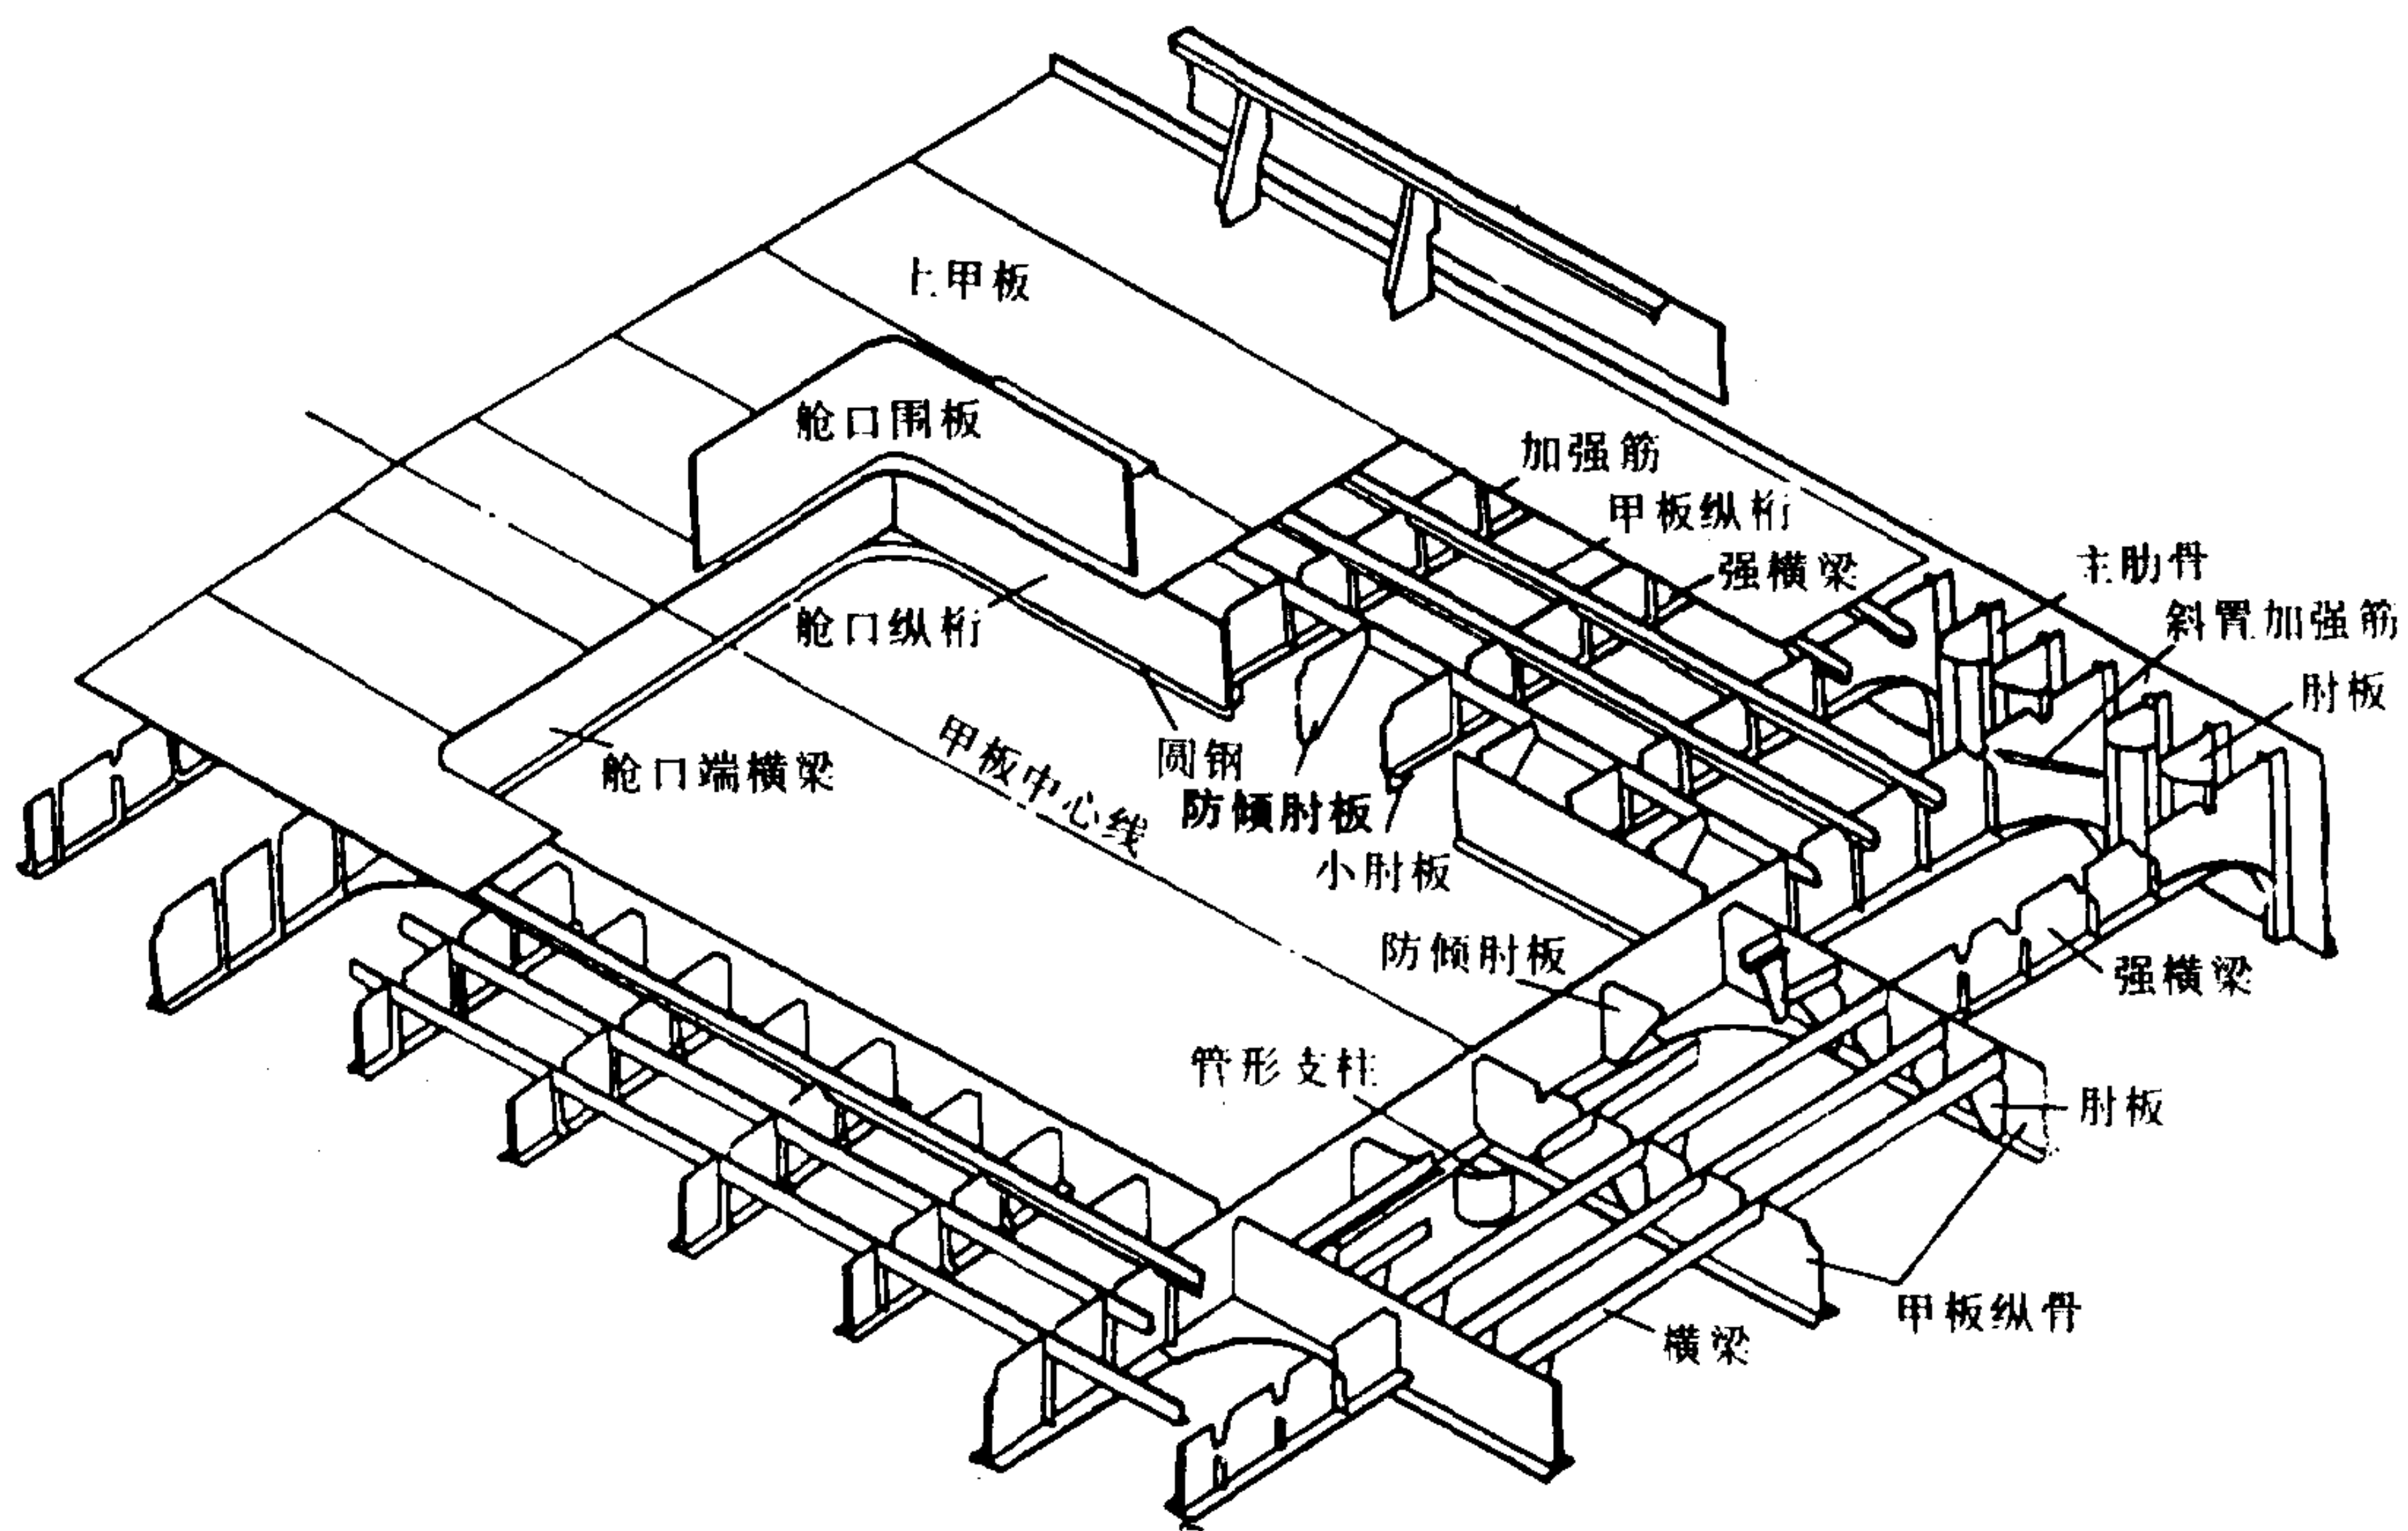 上甲板
舱口围板
加强筋
甲板纵桁
强横梁
主肋骨
斜置加强筋
肘板
舱口纵桁
舱口端横梁
甲板中心线
圆钢
防倾肘板
小肘板
防倾肘板
强横梁
管形支柱
肘板
甲板纵骨
横梁